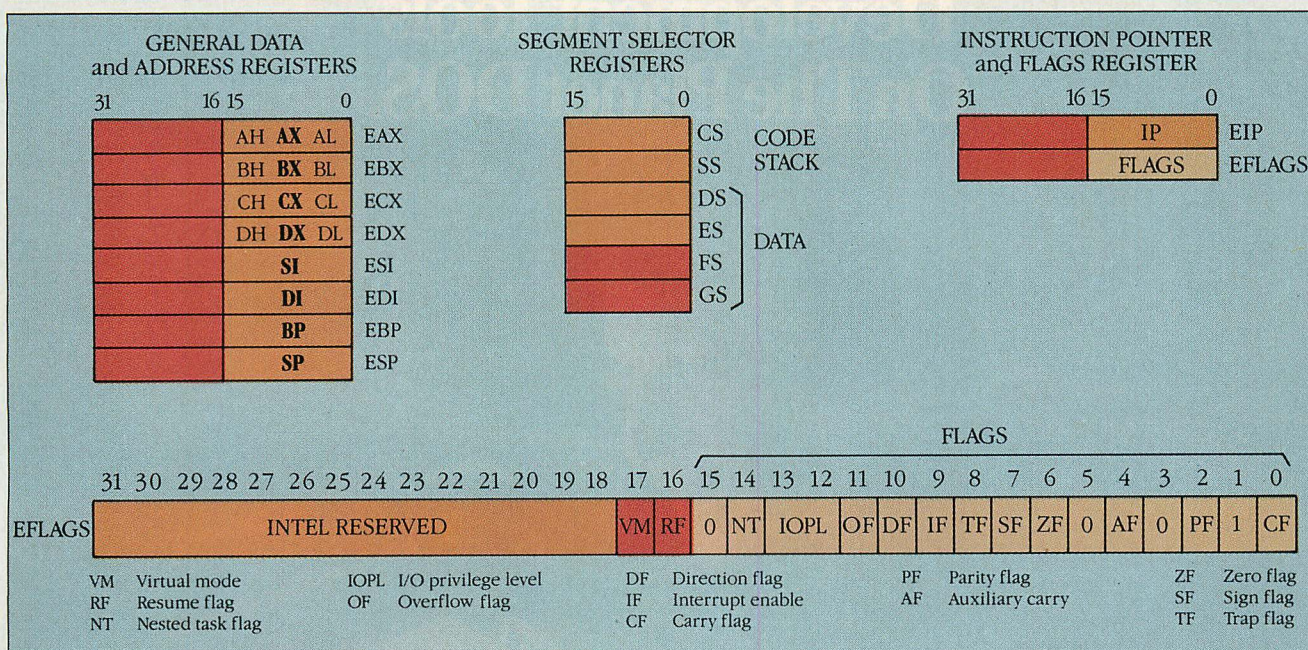 GENERAL DATA
and ADDRESS REGISTERS
31 16 15 0
AH AX AL EAX
BH BX BL EBX
CH CX CL ECX
DH DX DL EDX
SI ESI
DI EDI
BP EBP
SP ESP
SEGMENT SELECTOR
REGISTERS
15 0
CS CODE
SS STACK
DS
ES
DATA
FS
GS
INSTRUCTION POINTER
and FLAGS REGISTER
31 16 15 0
IP EIP
FLAGS EFLAGS
FLAGS
31 30 29 28 27 26 25 24 23 22 21 20 19 18 17 16 15 14 13 12 11 10 9 8 7 6 5 4 3 2 1 0
EFLAGS INTEL RESERVED VM RF 0 NT IOPL OF DF IF TF SF ZF 0 AF 0 PF 1 CF
VM Virtual mode
RF Resume flag
NT Nested task flag
IOPL I/O privilege level
OF Overflow flag
DF Direction flag
IF Interrupt enable
CF Carry flag
PF Parity flag
AF Auxiliary carry
ZF Zero flag
SF Sign flag
TF Trap flag